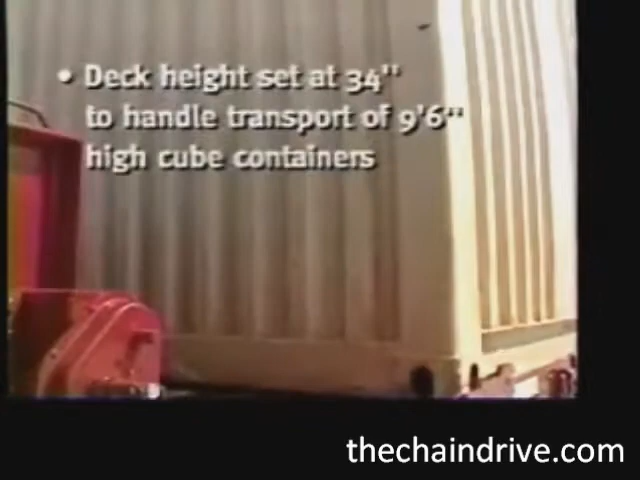 • Deck height set at 34"
to handle transport of 9'6"
high cube containers
thechaindrive.com